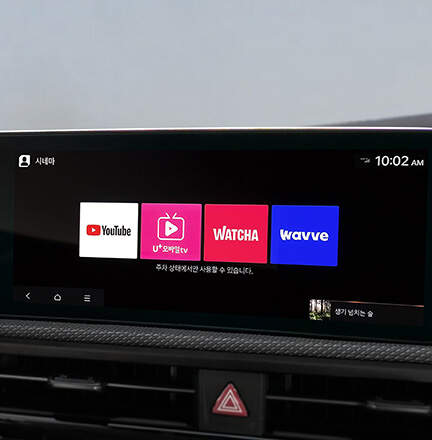 시네마
10:02 AM
YouTube
U+모바일tv
WATCHA
wavve
주차 상태에서만 사용할 수 있습니다.
생기 넘치는 숲